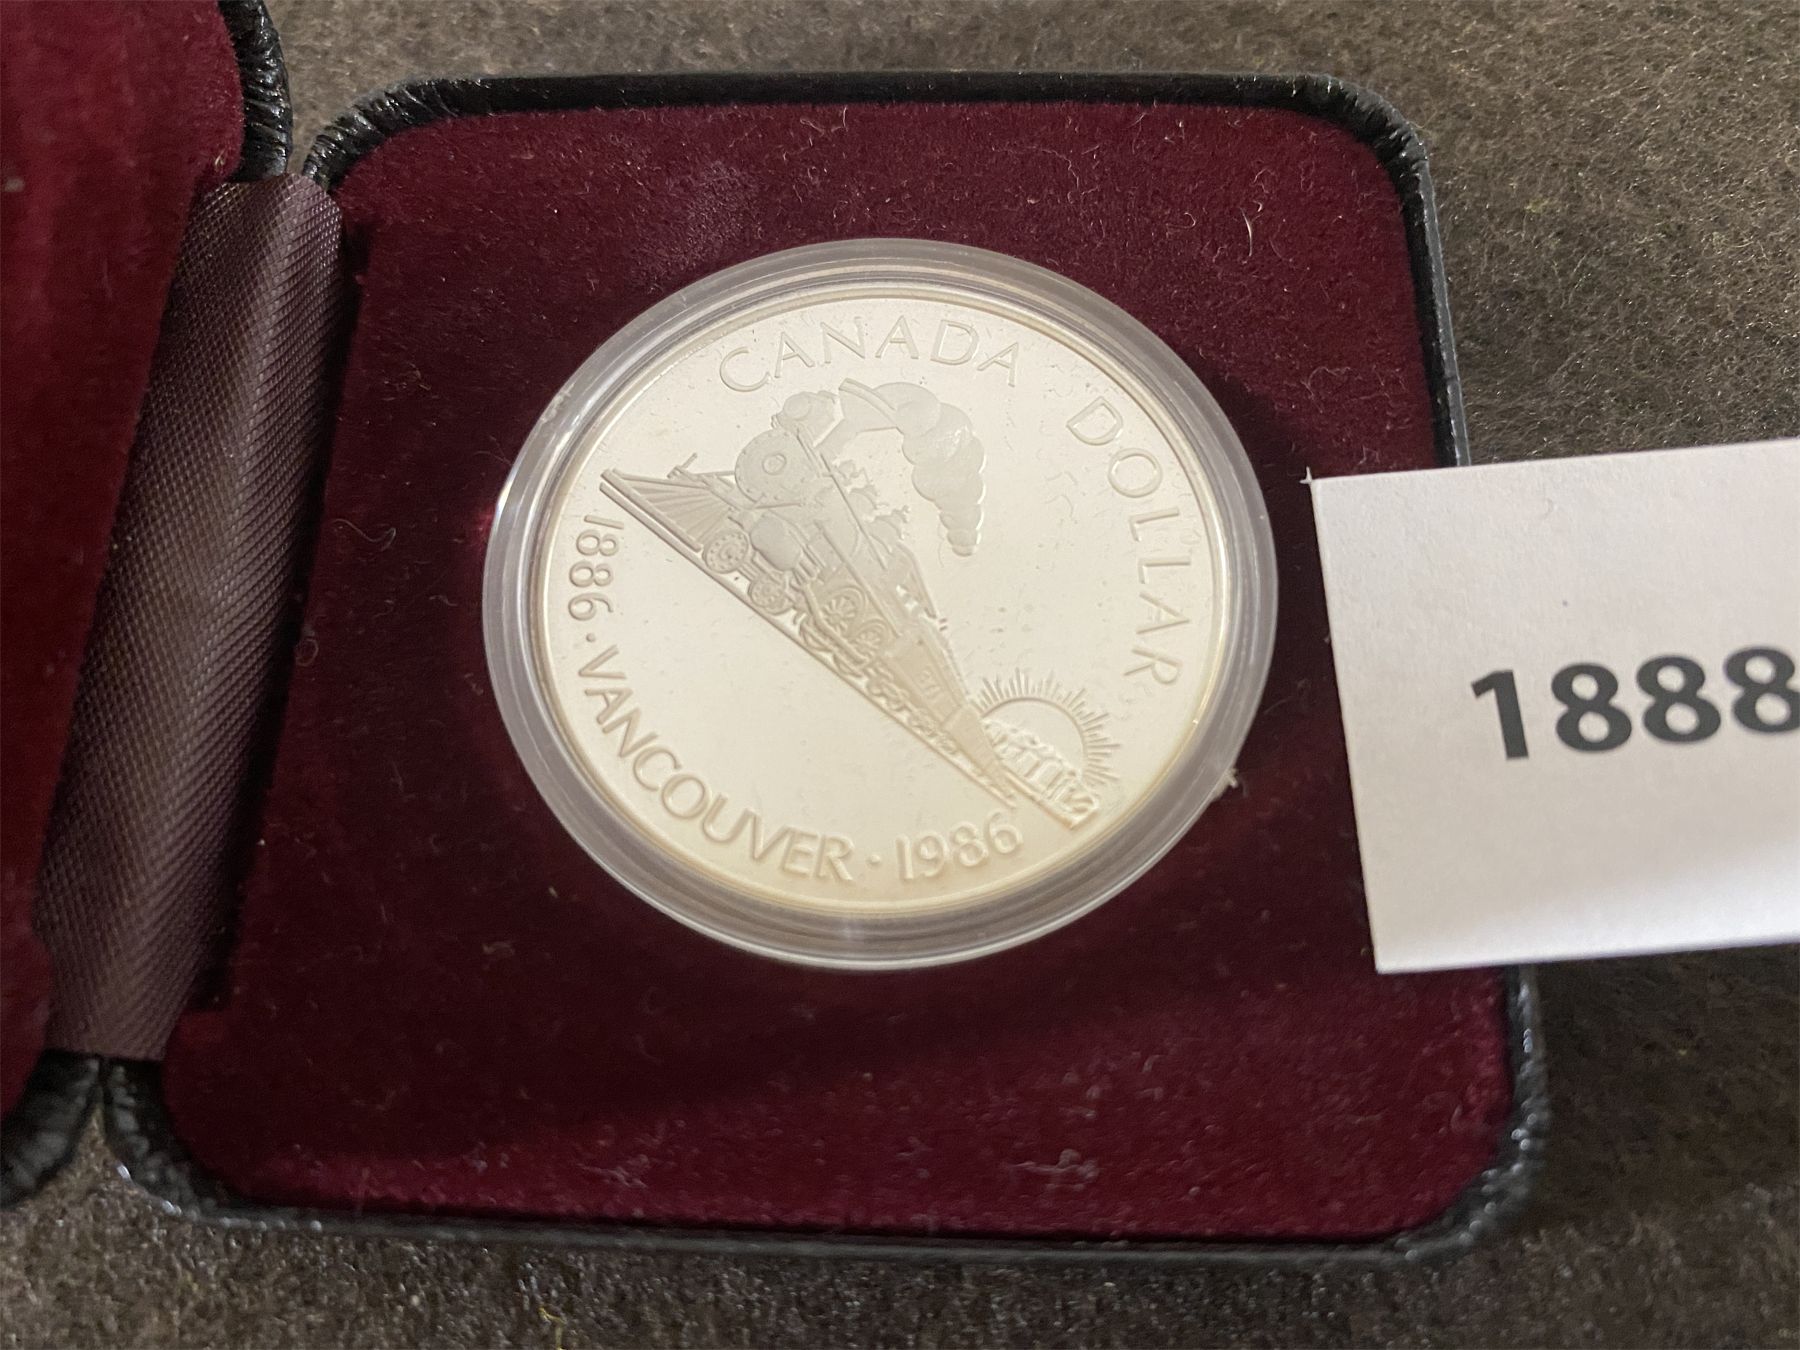 CANADA DOLLAR
1886 · VANCOUVER · 1986
1888